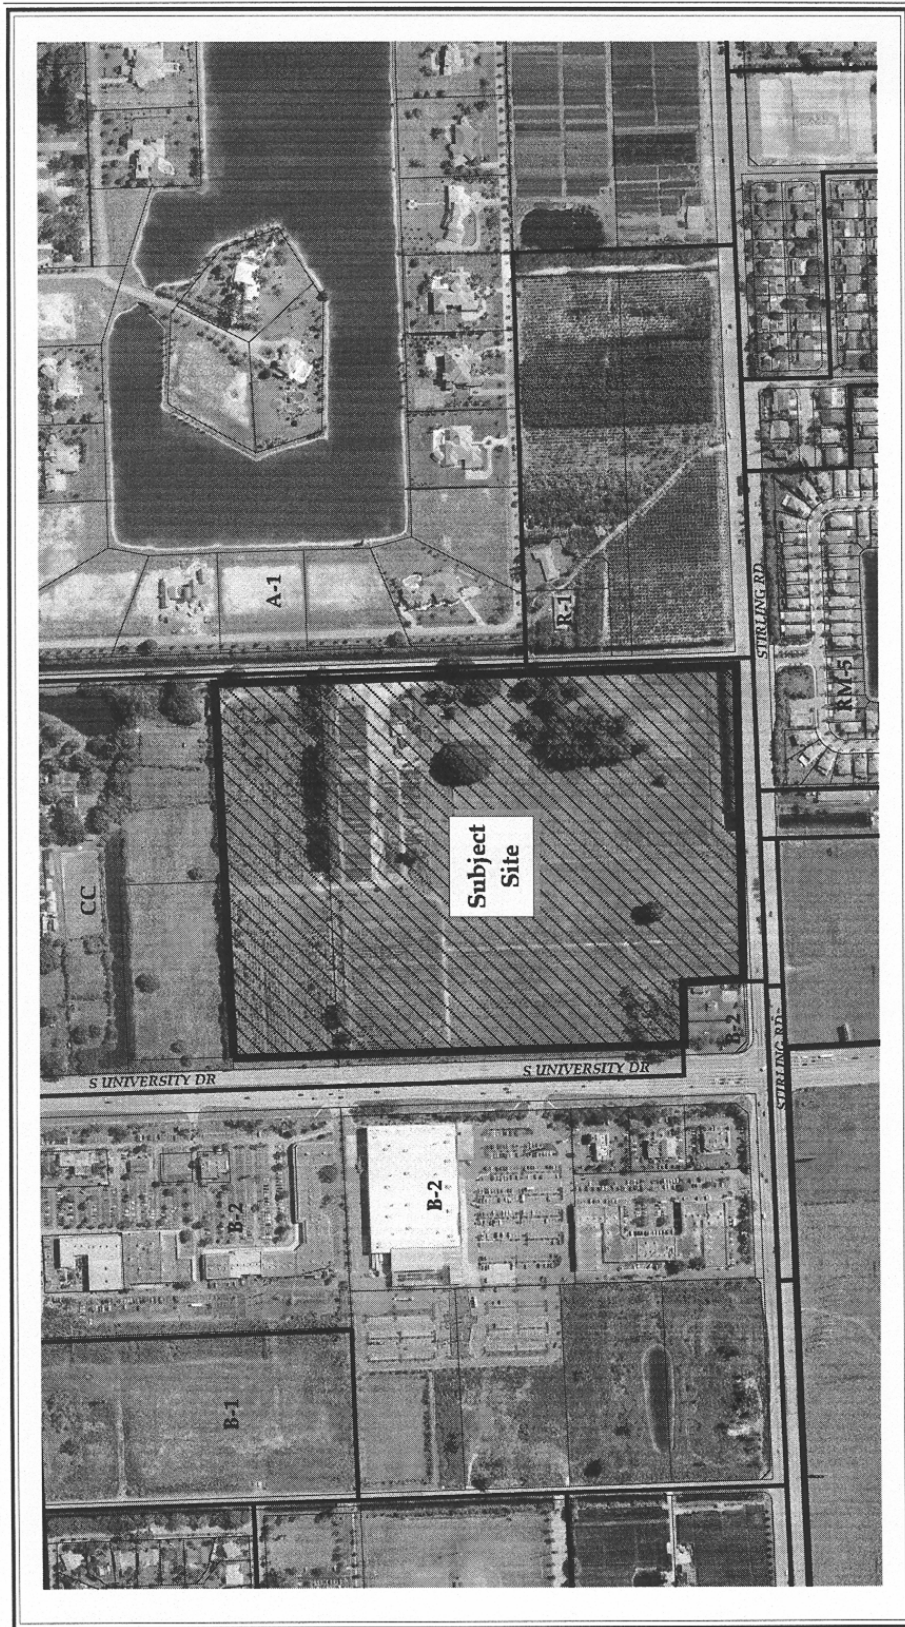 A-1
R-1
STIRLING RD
RM-5
CC
Subject
Site
B-2
S UNIVERSITY DR
S UNIVERSITY DR
STIRLING RD
B-2
B-2
B-1